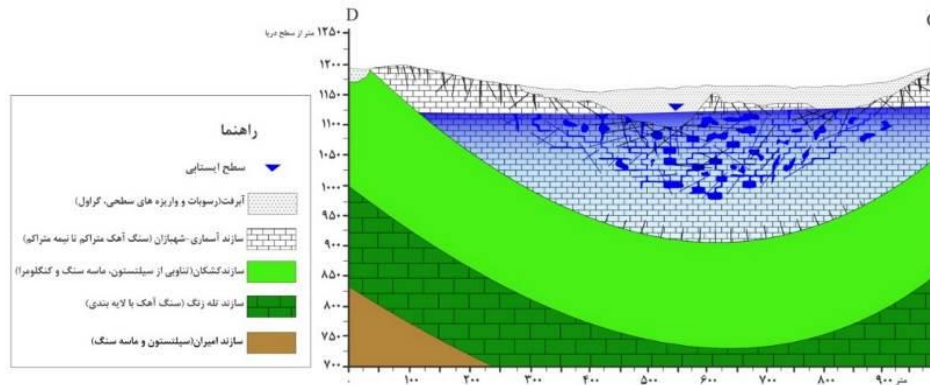 D
متر از سطح دریا
۱۲۵۰
۱۲۰۰
۱۱۵۰
۱۱۰۰
۱۰۵۰
۱۰۰۰
۹۵۰
۹۰۰
۸۵۰
۸۰۰
۷۵۰
۷۰۰
۰ ۱۰۰ ۲۰۰ ۳۰۰ ۴۰۰ ۵۰۰ ۶۰۰ ۷۰۰ ۸۰۰ ۹۰۰ متر
راهنما
سطح ایستابی
آبرفت(رسوبات و واریزه های سطحی، گراول)
سازند آسماری-شهبازان (سنگ آهک متراکم تا نیمه متراکم)
سازندکشکان(تناوبی از سیلتستون، ماسه سنگ و کنگلومرا)
سازند تله زنگ (سنگ آهک با لایه بندی)
سازند امیران(سیلتستون و ماسه سنگ)